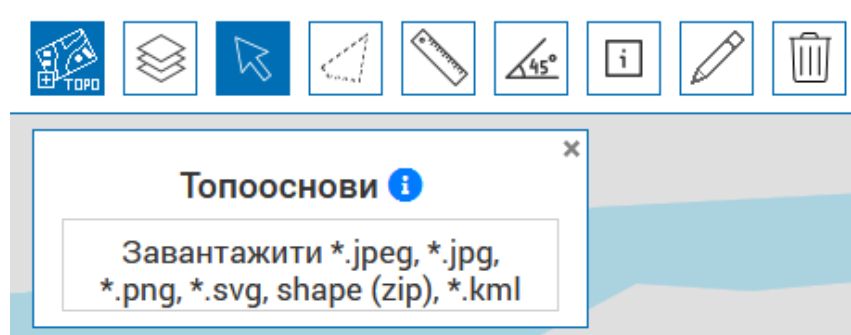 TOPO
45°
i
Топооснови i
Завантажити *.jpeg, *.jpg,
*.png, *.svg, shape (zip), *.kml